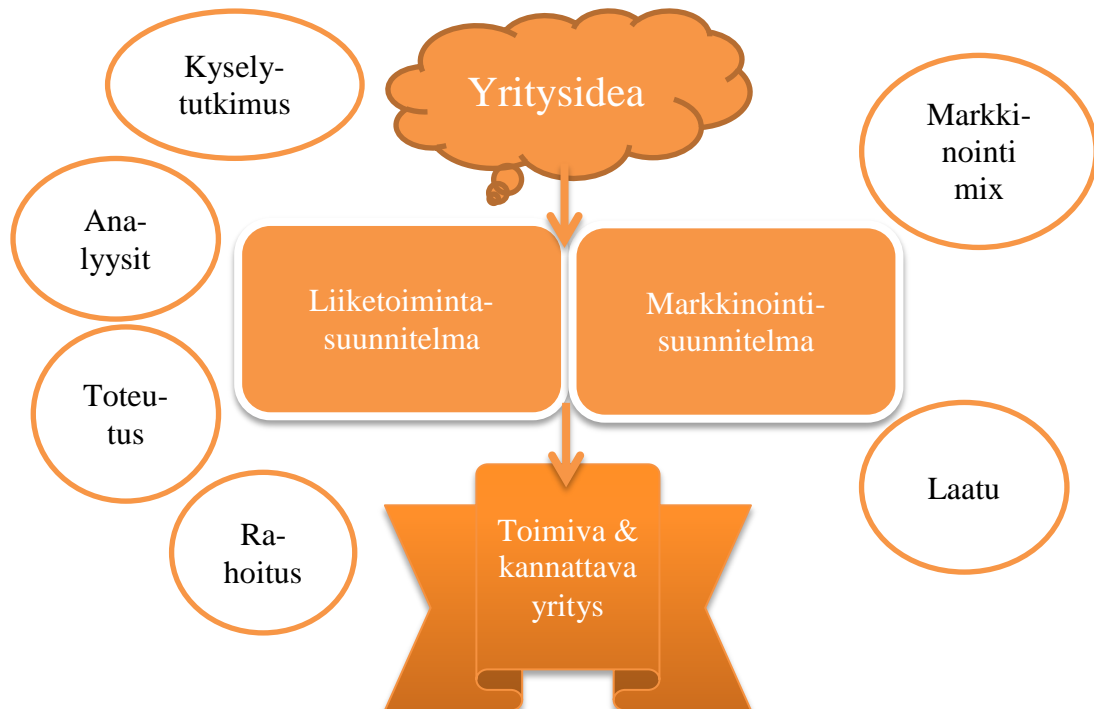 Kysely-
tutkimus
Yritysidea
Markki-
nointi
mix
Ana-
lyysit
Liiketoiminta-
suunnitelma
Markkinointi-
suunnitelma
Toteu-
tus
Laatu
Ra-
hoitus
Toimiva &
kannattava
yritys